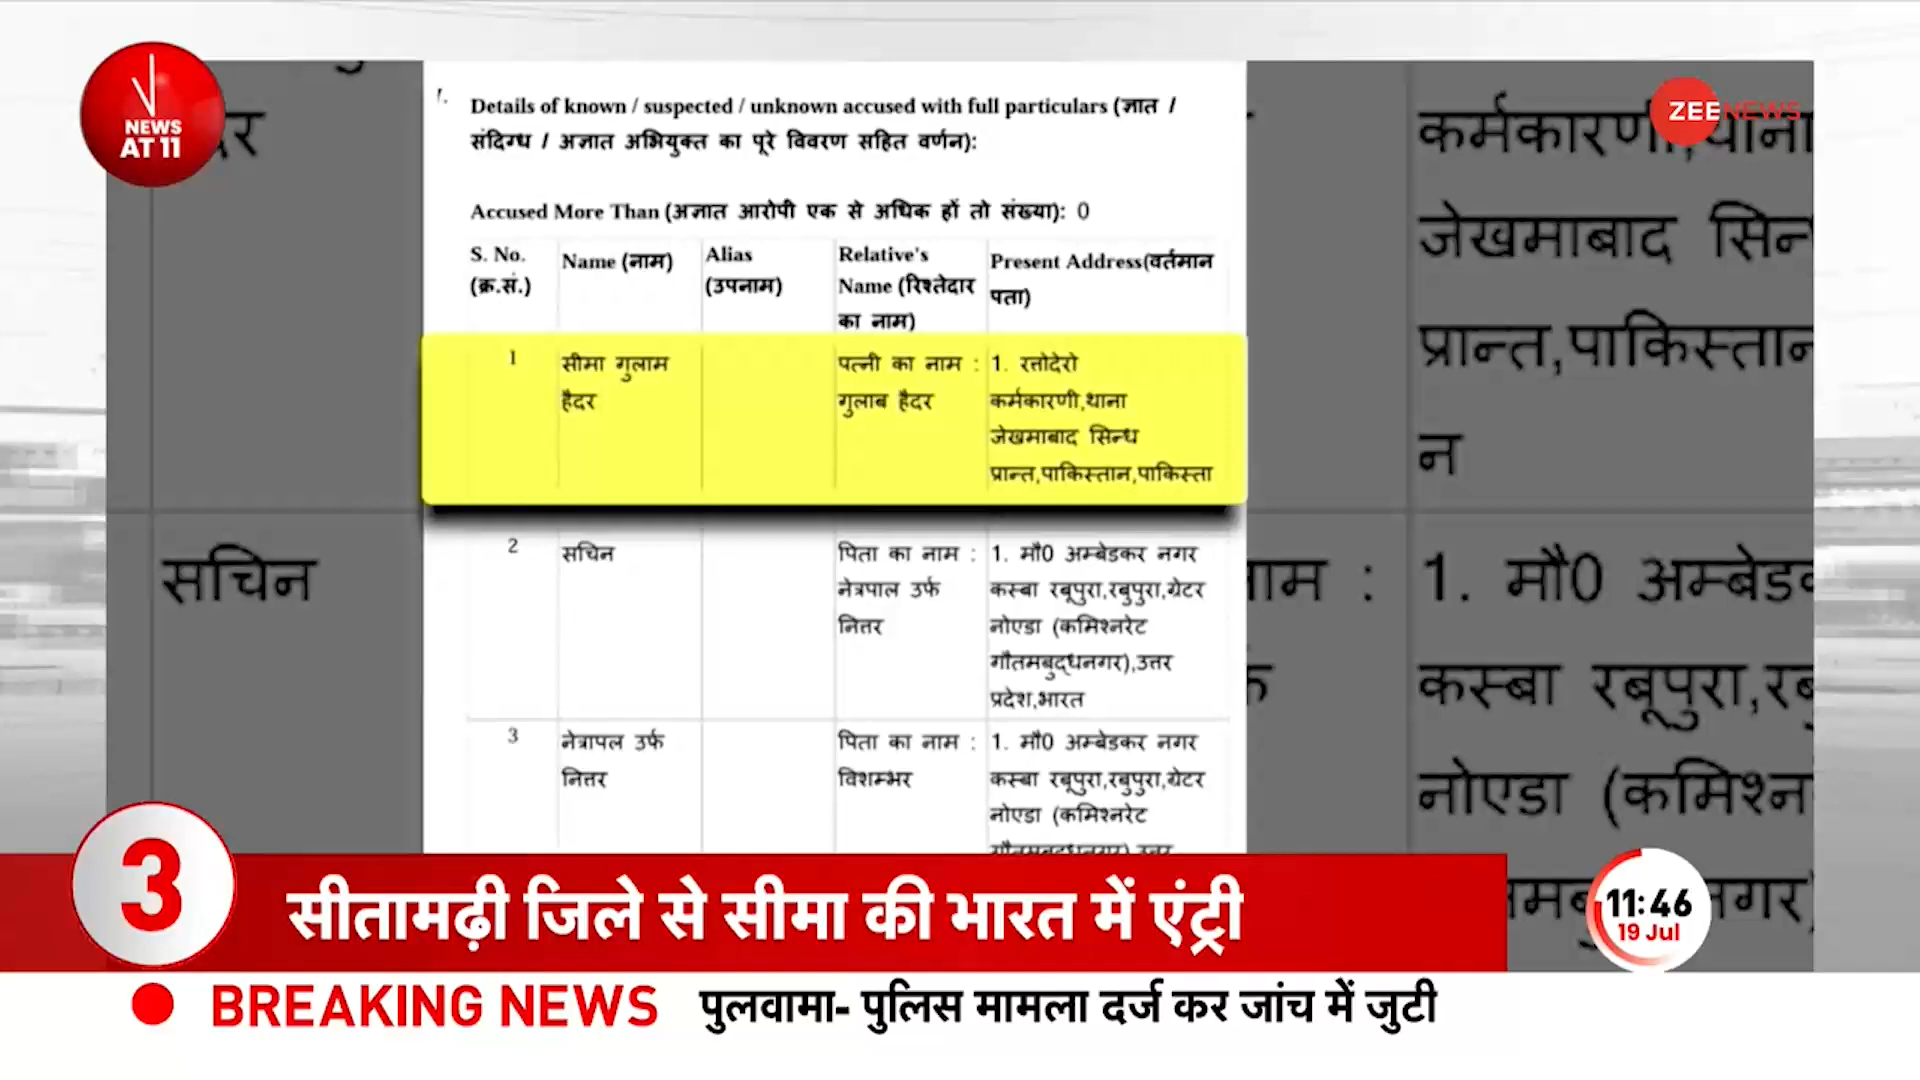 NEWS
AT 11
ZEE NEWS
Details of known / suspected / unknown accused with full particulars (ज्ञात /
संदिग्ध / अज्ञात अभियुक्त का पूरे विवरण सहित वर्णन):
Accused More Than (अज्ञात आरोपी एक से अधिक हों तो संख्या): 0
S. No.
(क्र.सं.)
Name (नाम)
Alias
(उपनाम)
Relative's
Name (रिश्तेदार
का नाम)
Present Address(वर्तमान
पता)
1
सीमा गुलाम
हैदर
पत्नी का नाम :
गुलाब हैदर
1. रत्तोदेरो
कर्मकारणी,थाना
जेखमाबाद सिन्ध
प्रान्त,पाकिस्तान,पाकिस्ता
2
सचिन
पिता का नाम :
नेत्रपाल उर्फ
नित्तर
1. मौ0 अम्बेडकर नगर
कस्बा रबूपुरा,रबुपुरा,ग्रेटर
नोएडा (कमिश्नरेट
गौतमबुद्धनगर),उत्तर
प्रदेश,भारत
3
नेत्रापल उर्फ
नित्तर
पिता का नाम :
विशम्भर
1. मौ0 अम्बेडकर नगर
कस्बा रबूपुरा,रबुपुरा,ग्रेटर
नोएडा (कमिश्नरेट
सचिन
कर्मकारणी,थाना
जेखमाबाद
प्रान्त,पाकिस्तान
न
1. मौ0
कस्बा रबूपुरा
नोएडा
3
सीतामढ़ी जिले से सीमा की भारत में एंट्री
11:46
19 Jul
BREAKING NEWS
पुलवामा- पुलिस मामला दर्ज कर जांच में जुटी